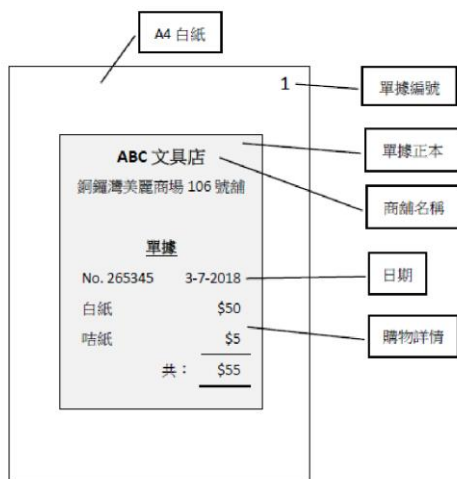 A4 白紙
1
單據編號
ABC 文具店
單據正本
銅鑼灣美麗商場 106 號舖
商舖名稱
單據
No. 265345 3-7-2018
日期
白紙 $50
咭紙 $5
購物詳情
共： $55